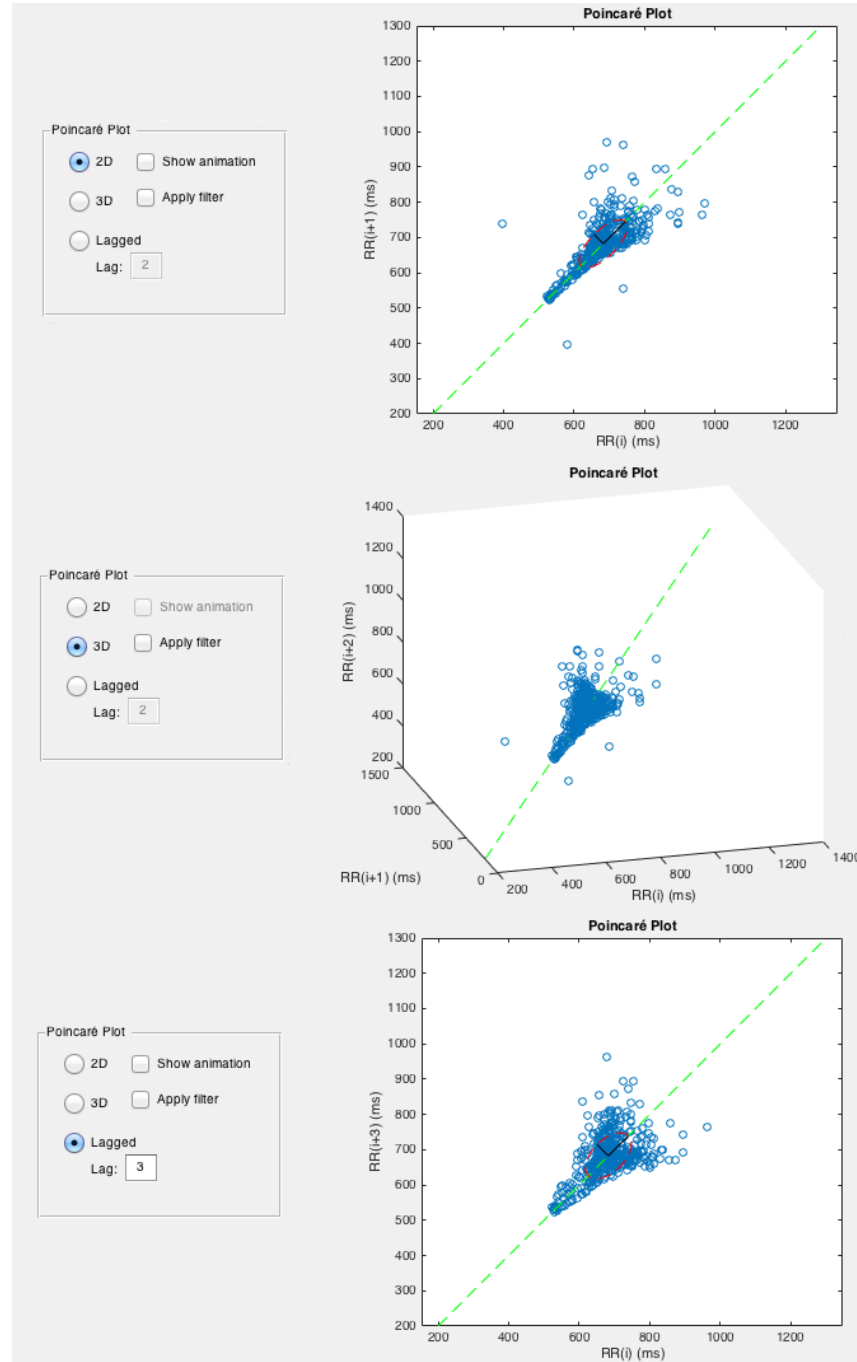 Poincaré Plot
2D
Show animation
3D
Apply filter
Lagged
Lag: 2
Poincaré Plot
1300
1200
1100
1000
900
800
700
600
500
400
300
200
RR(i+1) (ms)
200 400 600 800 1000 1200
RR(i) (ms)
Poincaré Plot
2D
Show animation
3D
Apply filter
Lagged
Lag: 2
Poincaré Plot
1400
1200
1000
800
600
400
200
RR(i+2) (ms)
1500
1000
500
0
RR(i+1) (ms)
200 400 600 800 1000 1200 1400
RR(i) (ms)
Poincaré Plot
2D
Show animation
3D
Apply filter
Lagged
Lag: 3
Poincaré Plot
1300
1200
1100
1000
900
800
700
600
500
400
300
200
RR(i+3) (ms)
200 400 600 800 1000 1200
RR(i) (ms)